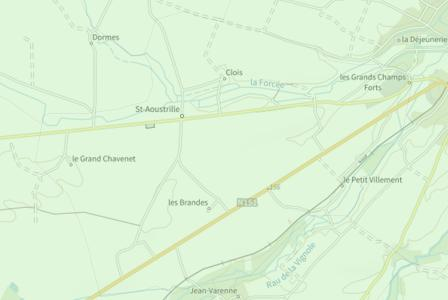 Dormes
la Déjeunerie
Clois
la Forcée
les Grands Champs
Forts
St-Aoustrille
le Grand Chavenet
le Petit Villement
les Brandes
N151
Rau de la Vignole
Jean-Varenne